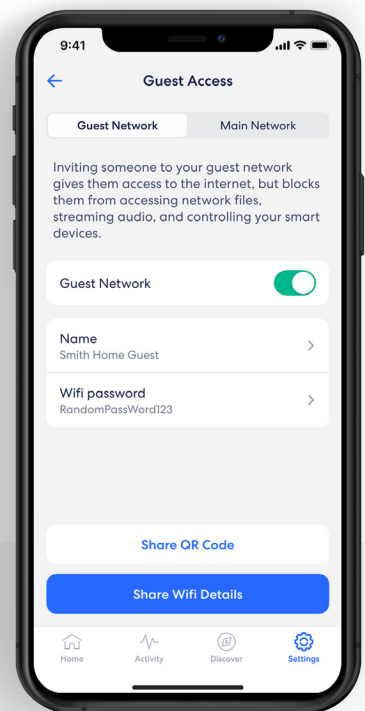 9:41
Guest Access
Guest Network Main Network
Inviting someone to your guest network
gives them access to the internet, but blocks
them from accessing network files,
streaming audio, and controlling your smart
devices.
Guest Network
Name
Smith Home Guest
Wifi password
RandomPassWord123
Share QR Code
Share Wifi Details
Home Activity Discover Settings